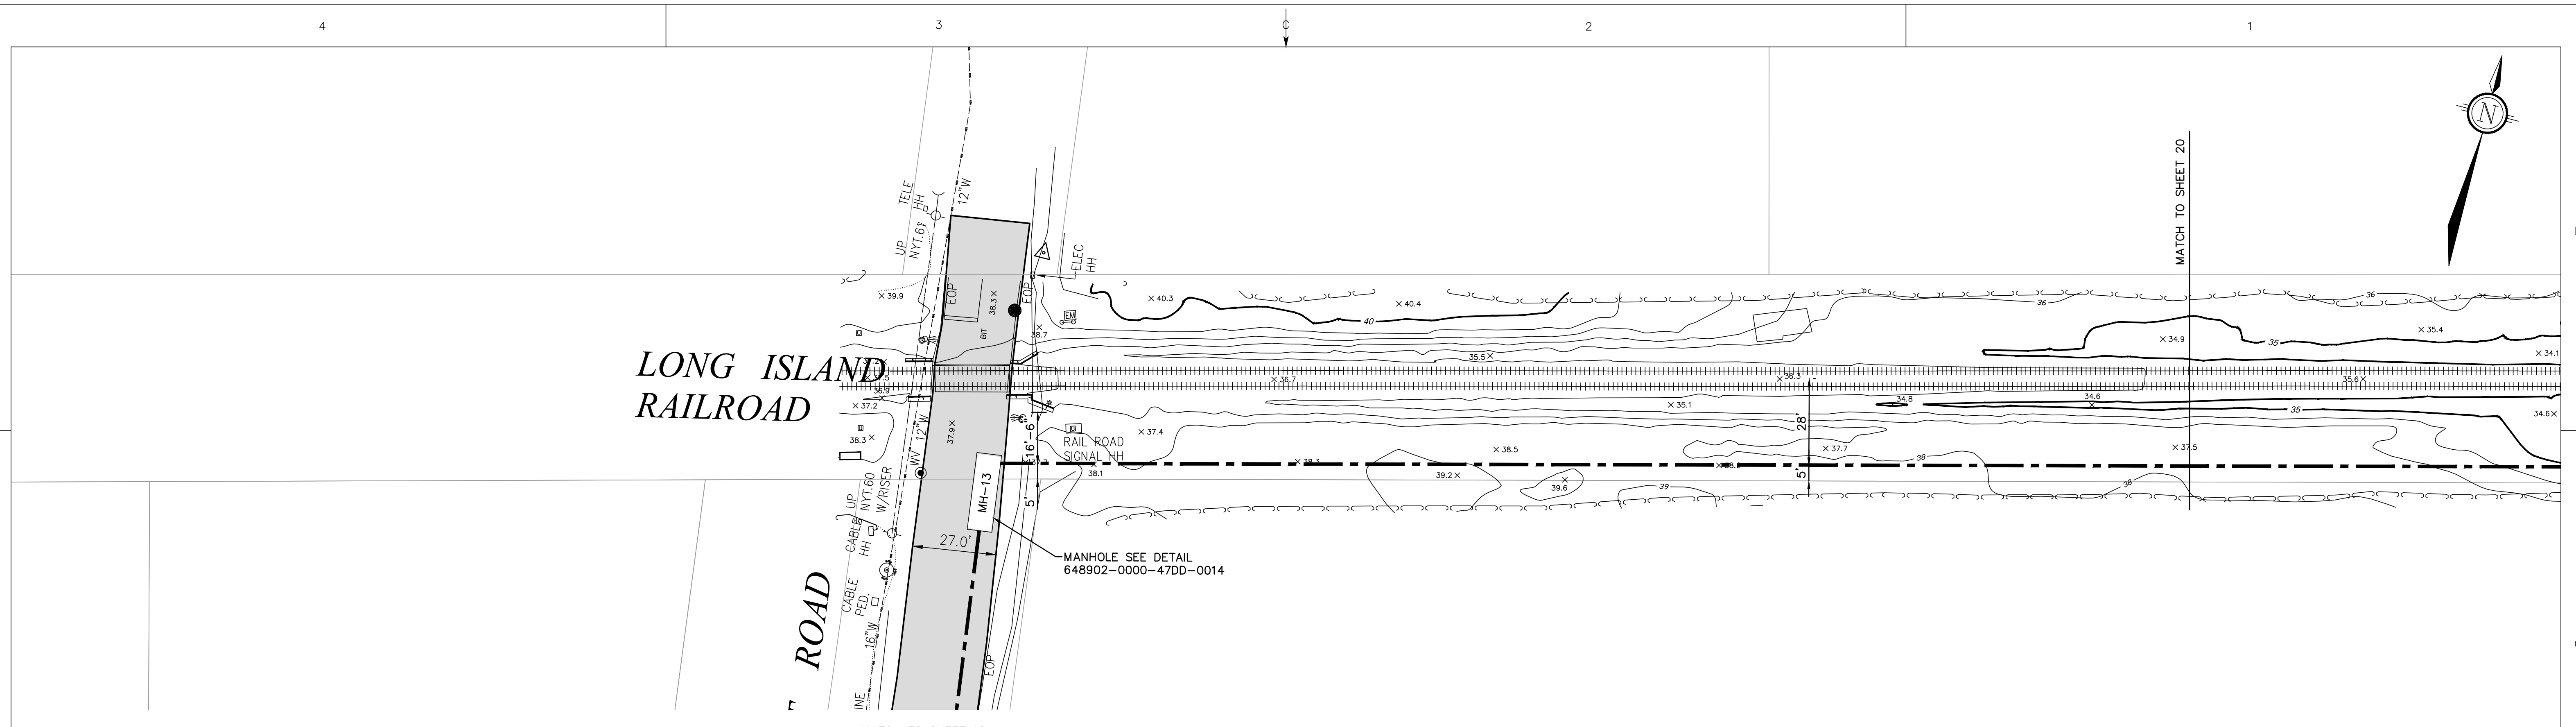 4
3
C
2
1
N
MATCH TO SHEET 20
TELE
HH
12"W
UP
NYT.61
ELEC
HH
EOP
EOP
BIT
EM
39.9
38.3
38.7
40.3
40.4
40
36
36
35.4
34.9
35
34.1
35.5
LONG ISLAND
RAILROAD
36.9
37.2
36.7
36.3
35.6
35.1
34.8
34.6
35
34.6
38.3
37.9
12"W
WV
16'-6"
37.4
RAIL ROAD
SIGNAL HH
38.1
38.3
38.5
28'
37.7
37.5
38
39.2
39.6
39
5'
38
5'
MH-13
UP
NYT.60
W/RISER
CABLE
HH
27.0'
MANHOLE SEE DETAIL
648902-0000-47DD-0014
CABLE
PED.
ROAD
16"W
EOP
INE